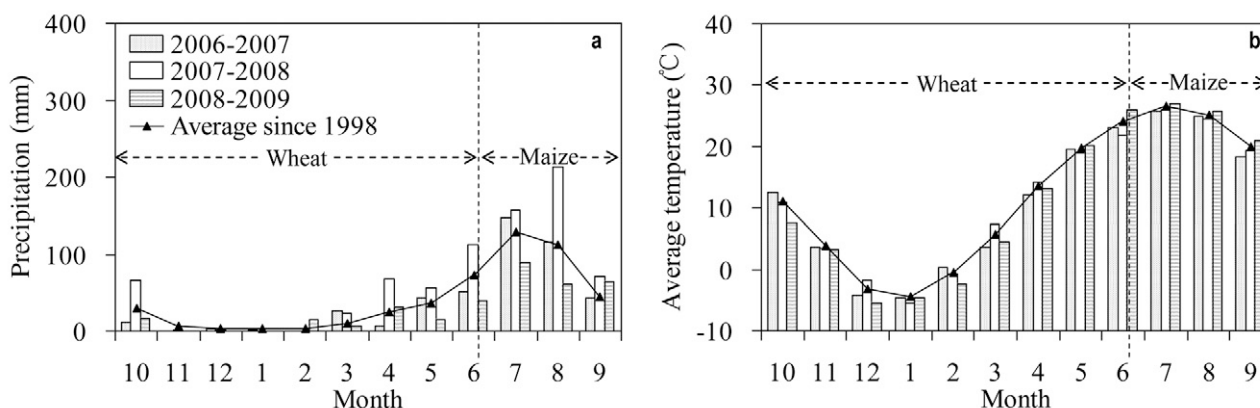 400
300
200
100
0
Precipitation (mm)
a
2006-2007
2007-2008
2008-2009
Average since 1998
Wheat
Maize
10 11 12 1 2 3 4 5 6 7 8 9
Month
40
30
20
10
0
-10
Average temperature (℃)
b
Wheat
Maize
10 11 12 1 2 3 4 5 6 7 8 9
Month